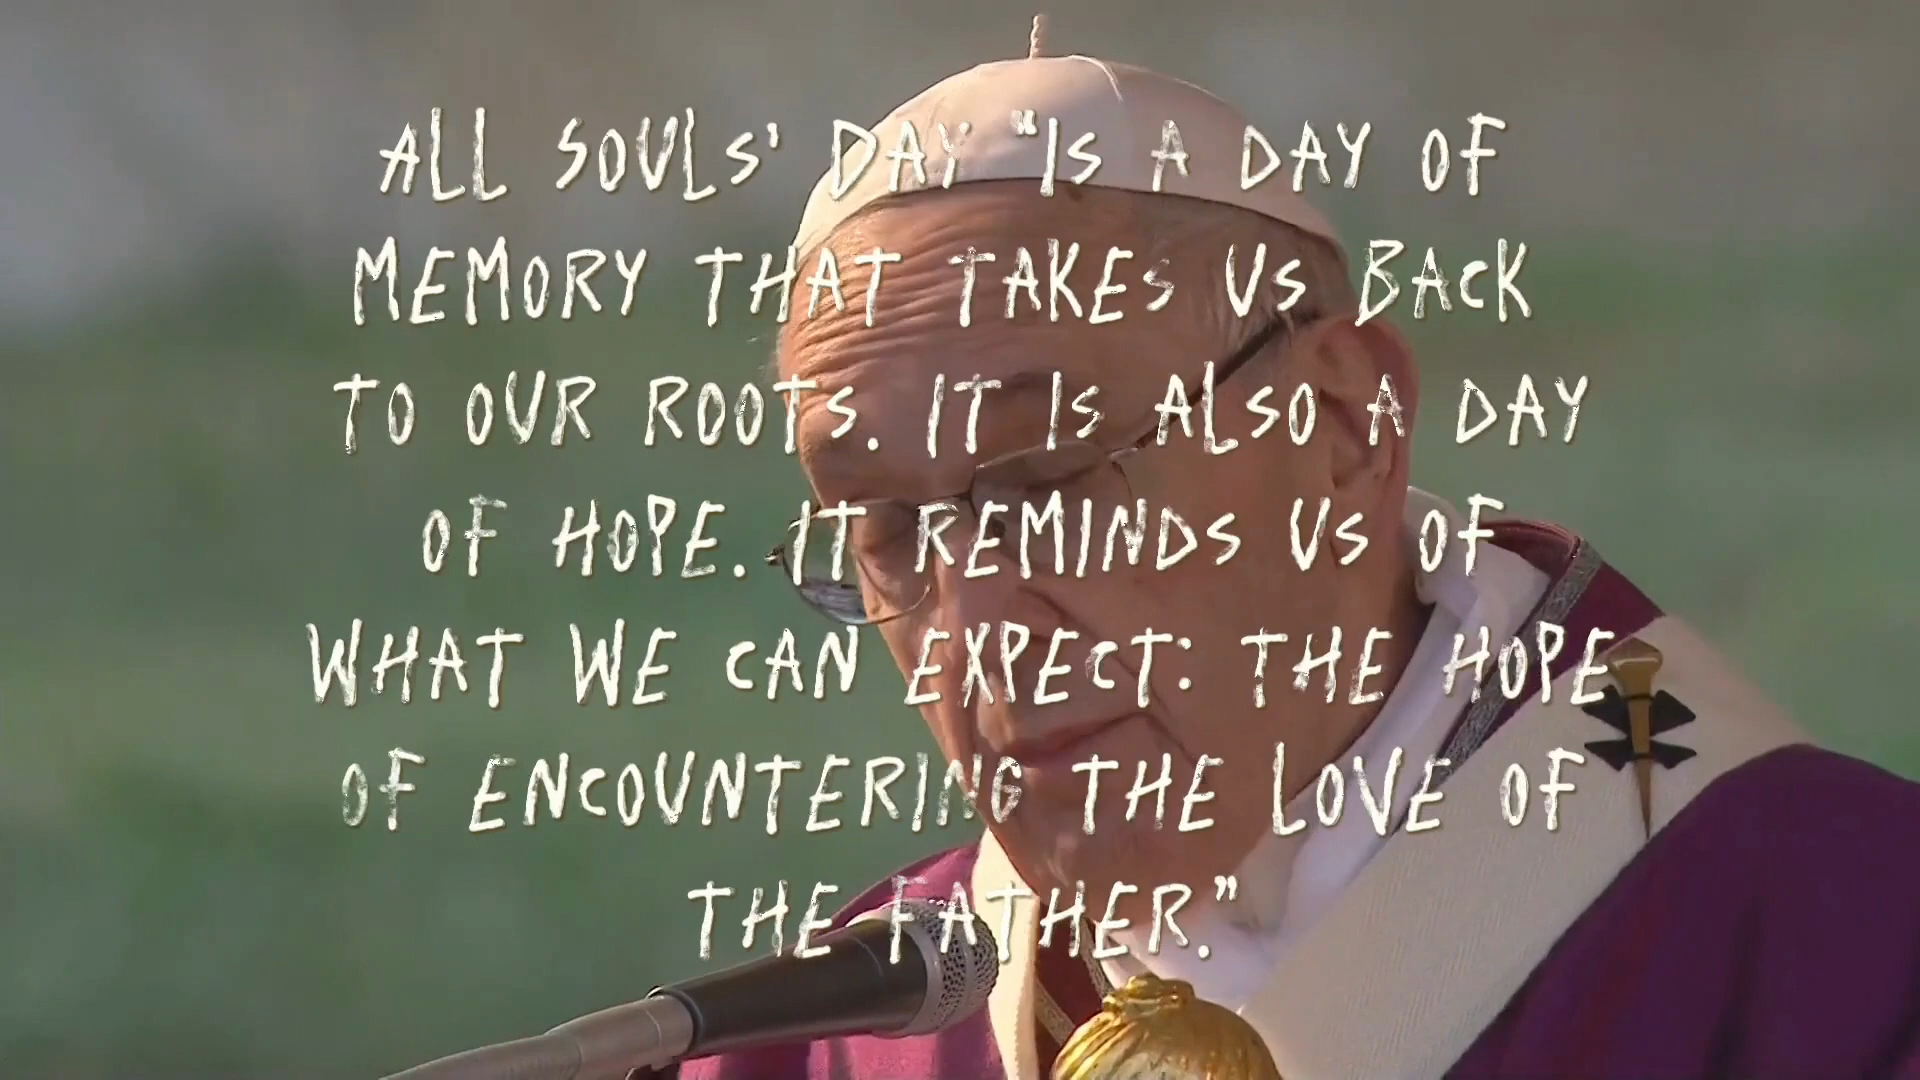 ALL SOULS' DAY "IS A DAY OF
MEMORY THAT TAKES US BACK
TO OUR ROOTS. IT IS ALSO A DAY
OF HOPE. IT REMINDS US OF
WHAT WE CAN EXPECT: THE HOPE
OF ENCOUNTERING THE LOVE OF
THE FATHER."